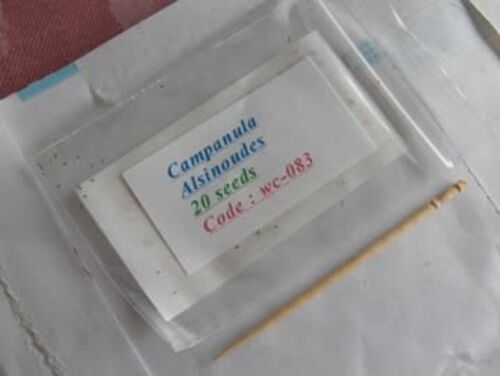 Campanula
Alsinoudes
20 seeds
Code : wc-083